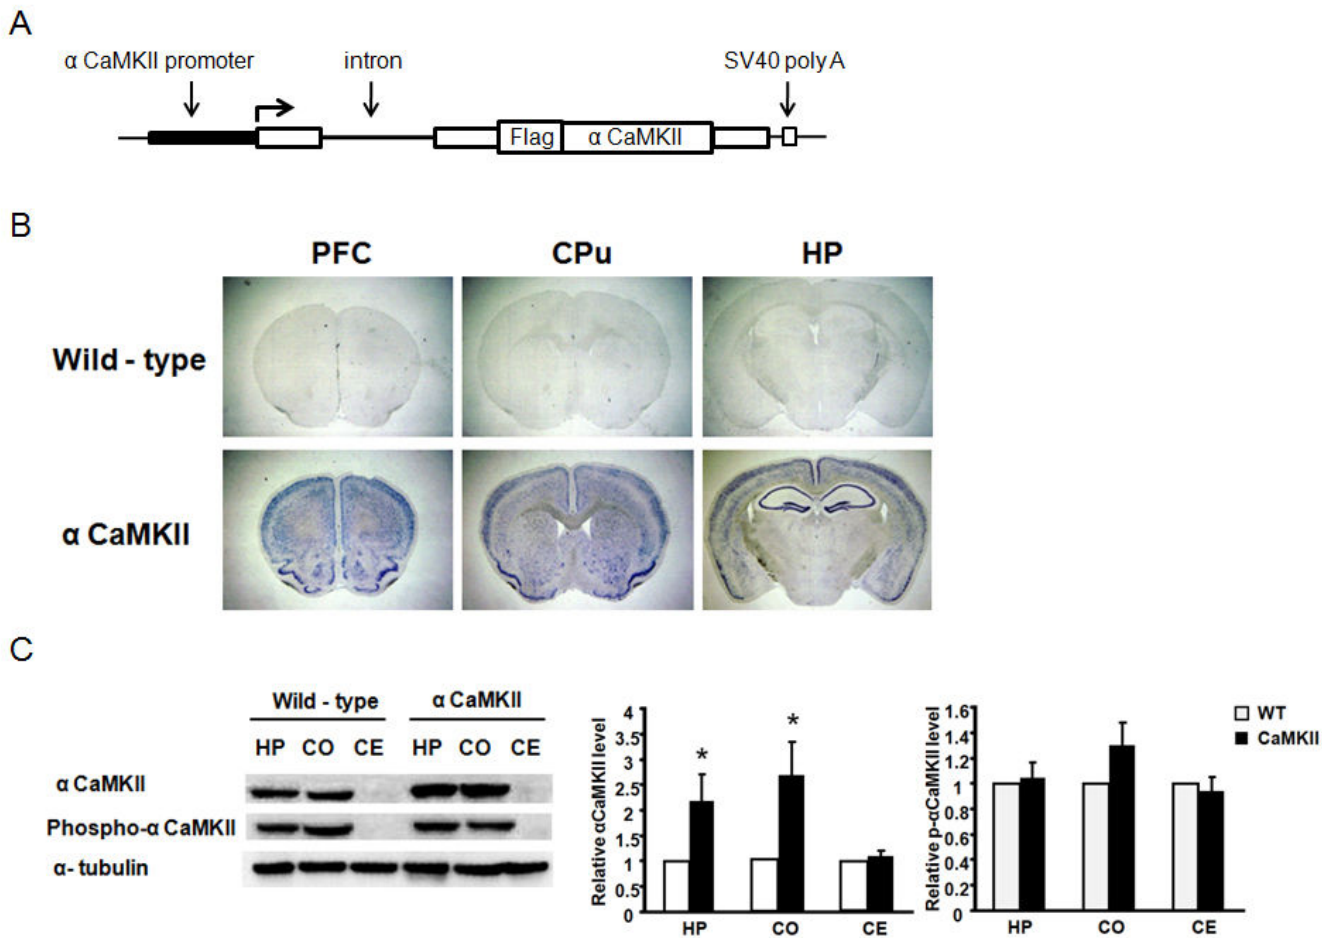 A
α CaMKII promoter intron SV40 poly A
Flag α CaMKII
B
PFC CPu HP
Wild - type
α CaMKII
C
Wild - type α CaMKII
HP CO CE HP CO CE
α CaMKII
Phospho-α CaMKII
α- tubulin
Relative αCaMKII level
4
3.5
3
2.5
2
1.5
1
0.5
0
* *
HP CO CE
Relative p-αCaMKII level
1.6
1.4
1.2
1
0.8
0.6
0.4
0.2
0
HP CO CE
WT
CaMKII